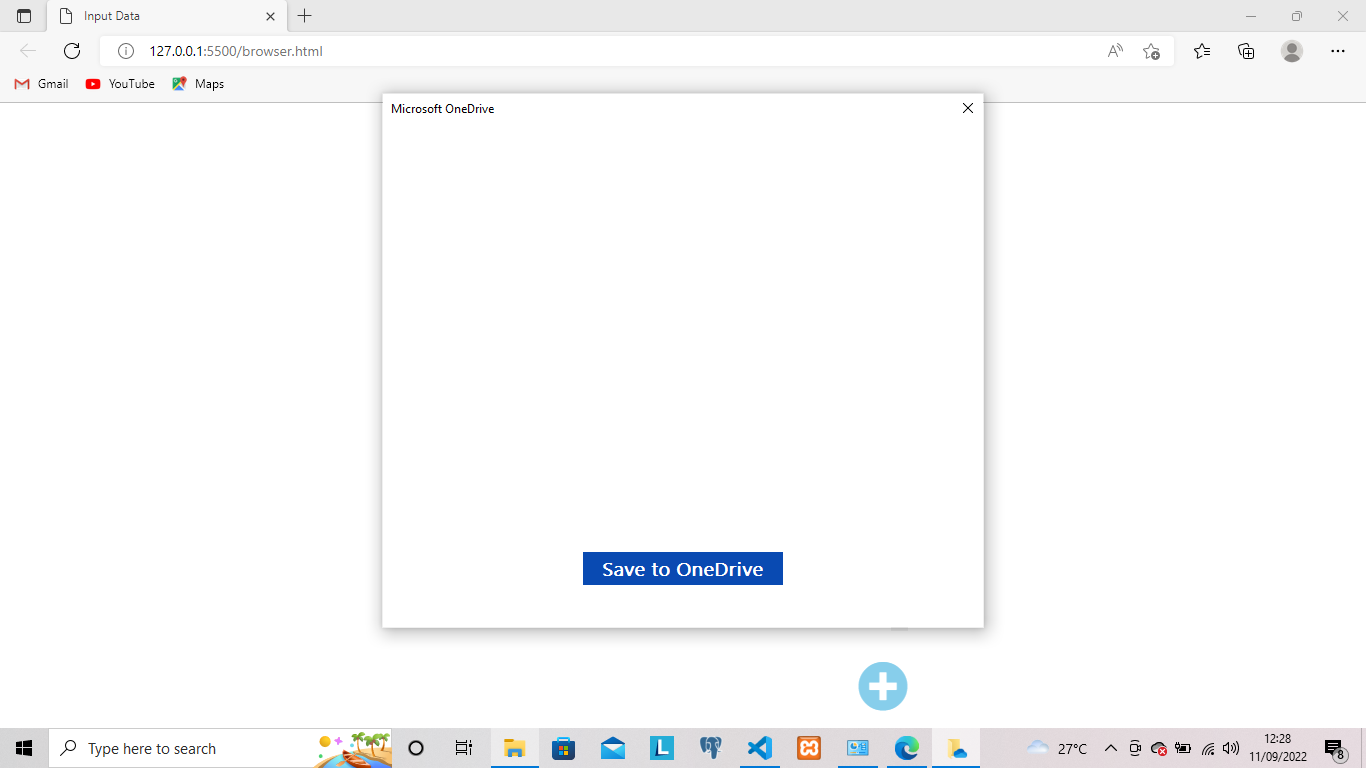 Input Data
127.0.0.1:5500/browser.html
Gmail YouTube Maps
Microsoft OneDrive
Save to OneDrive
Type here to search
27°C
12:28
11/09/2022
8